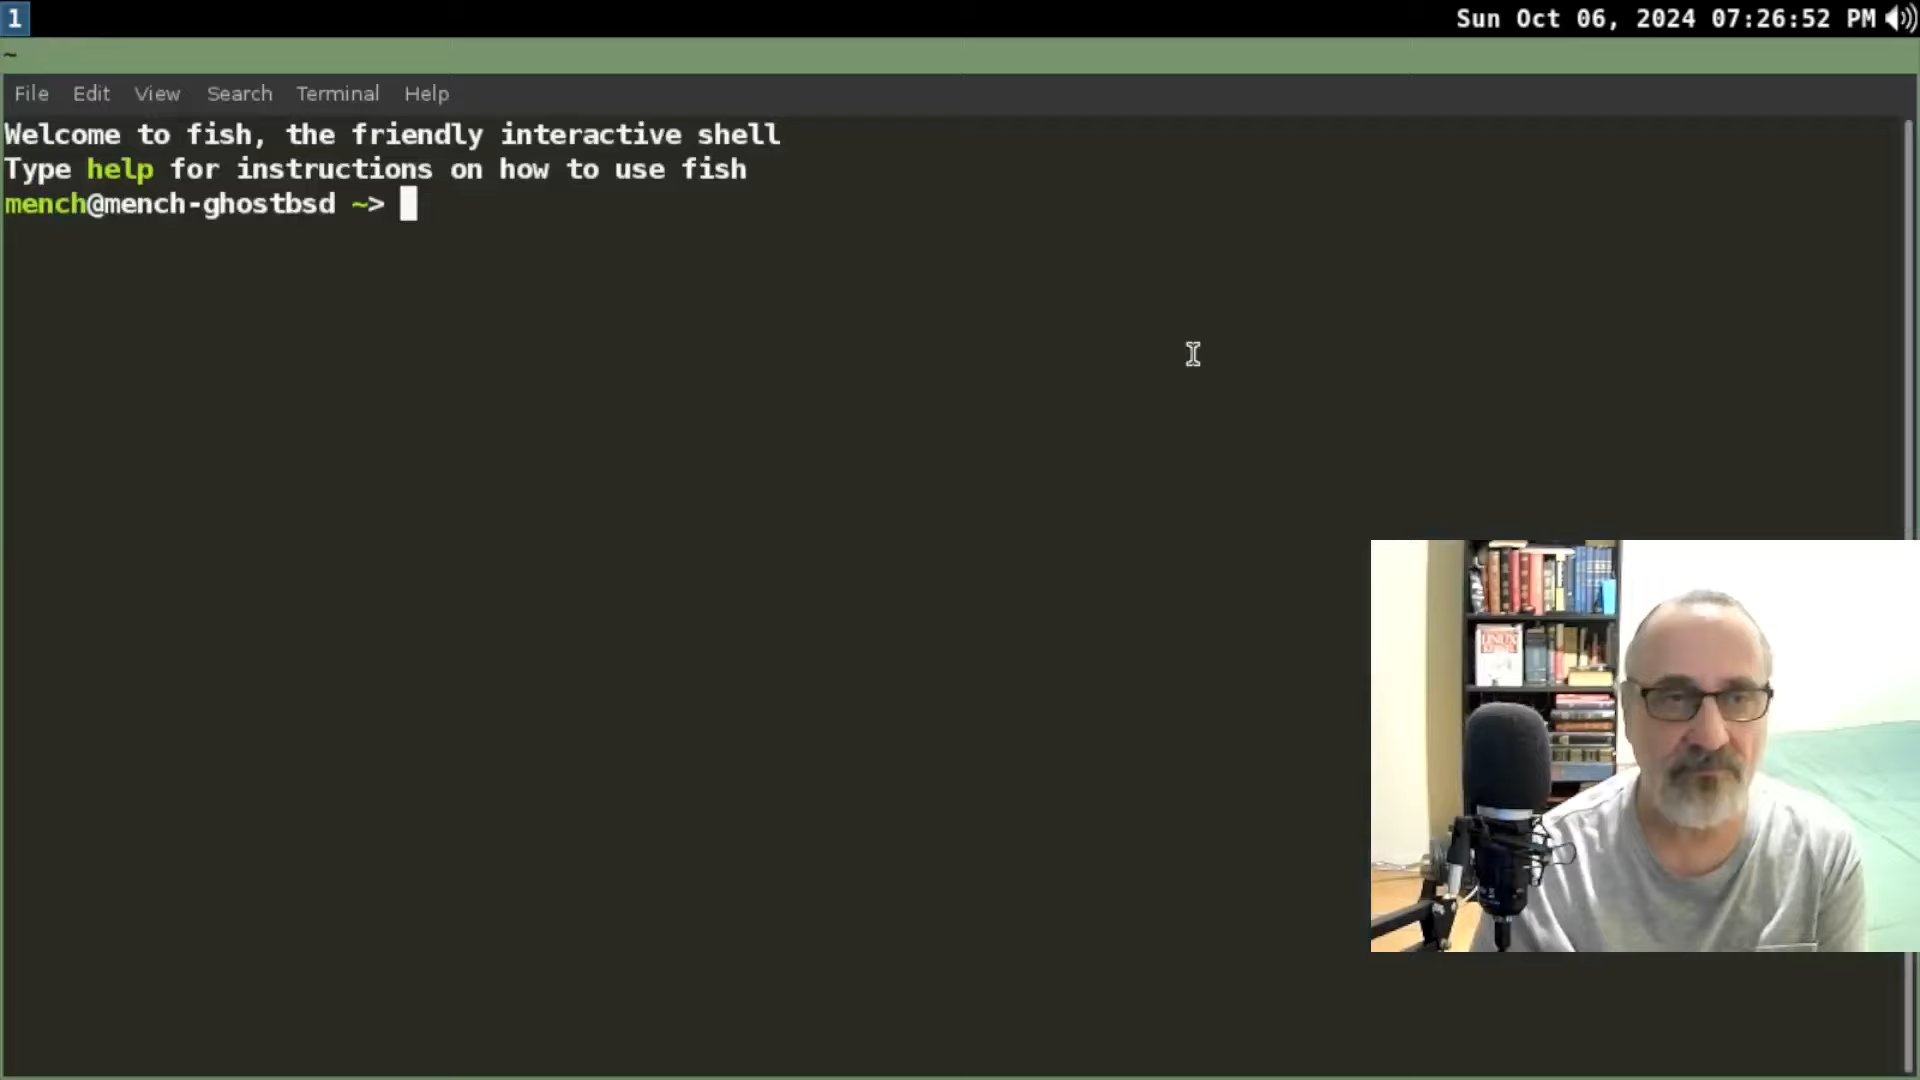 1
Sun Oct 06, 2024 07:26:52 PM
~
File Edit View Search Terminal Help
Welcome to fish, the friendly interactive shell
Type help for instructions on how to use fish
mench@mench-ghostbsd ~>
LINUX